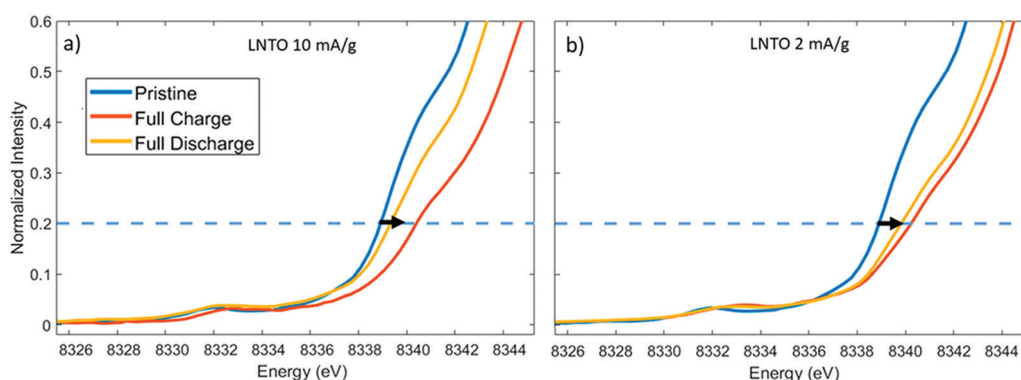 a)
LNTO 10 mA/g
Pristine
Full Charge
Full Discharge
Normalized Intensity
0.6
0.5
0.4
0.3
0.2
0.1
0
8326 8328 8330 8332 8334 8336 8338 8340 8342 8344
Energy (eV)
b)
LNTO 2 mA/g
8326 8328 8330 8332 8334 8336 8338 8340 8342 8344
Energy (eV)